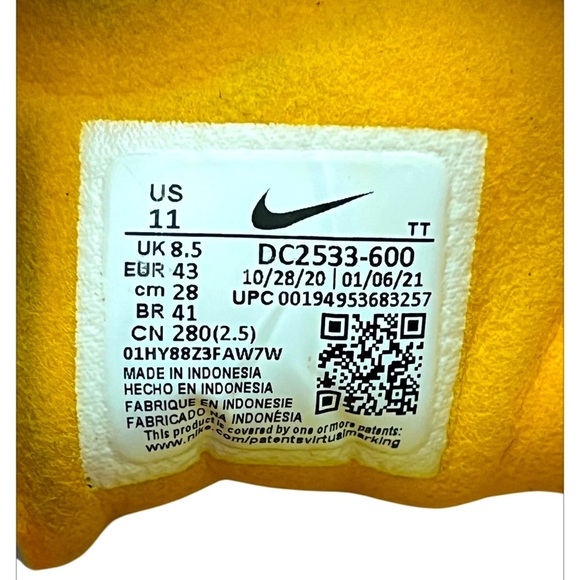 US
11
TT
UK 8.5
EUR 43
cm 28
BR 41
CN 280(2.5)
DC2533-600
10/28/20 | 01/06/21
UPC 00194953683257
01HY88Z3FAW7W
MADE IN INDONESIA
HECHO EN INDONESIA
FABRIQUE EN INDONESIE
FABRICADO NA INDONÉSIA
This product is covered by one or more patents:
www.nike.com/patentsvirtualmarking